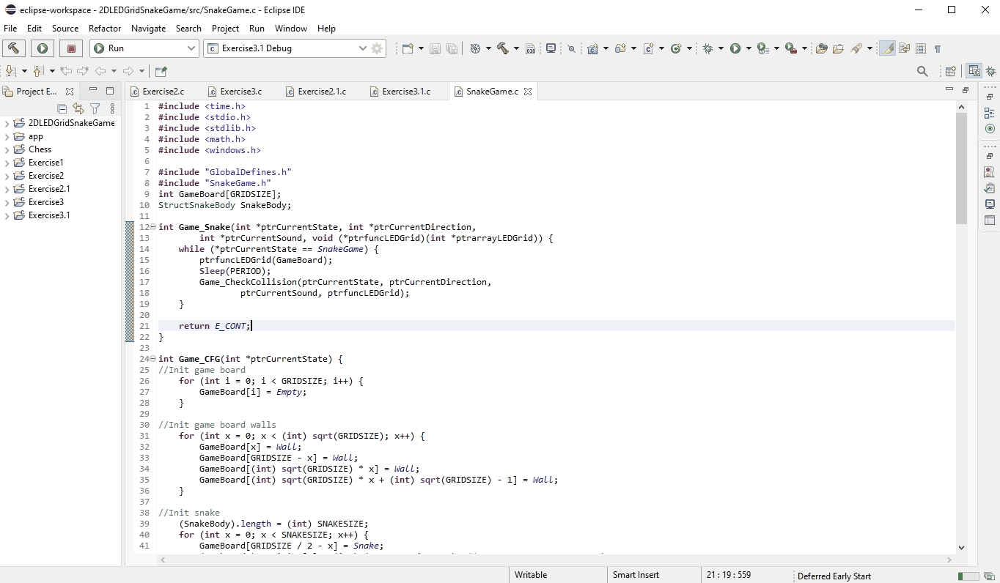 eclipse-workspace - 2DLEDGridSnakeGame/src/SnakeGame.c - Eclipse IDE
File Edit Source Refactor Navigate Search Project Run Window Help
Run Exercise3.1 Debug
Project E...
Exercise2.c Exercise3.c Exercise2.1.c Exercise3.1.c SnakeGame.c
2DLEDGridSnakeGame
app
Chess
Exercise1
Exercise2
Exercise2.1
Exercise3
Exercise3.1
1 #include <time.h>
2 #include <stdio.h>
3 #include <stdlib.h>
4 #include <math.h>
5 #include <windows.h>
6
7 #include "GlobalDefines.h"
8 #include "SnakeGame.h"
9 int GameBoard[GRIDSIZE];
10 StructSnakeBody SnakeBody;
11
12 int Game_Snake(int *ptrCurrentState, int *ptrCurrentDirection,
13 int *ptrCurrentSound, void (*ptrfuncLEDGrid)(int *ptrarrayLEDGrid)) {
14 while (*ptrCurrentState == SnakeGame) {
15 ptrfuncLEDGrid(GameBoard);
16 Sleep(PERIOD);
17 Game_CheckCollision(ptrCurrentState, ptrCurrentDirection,
18 ptrCurrentSound, ptrfuncLEDGrid);
19 }
20
21 return E_CONT;
22 }
23
24 int Game_CFG(int *ptrCurrentState) {
25 //Init game board
26 for (int i = 0; i < GRIDSIZE; i++) {
27 GameBoard[i] = Empty;
28 }
29
30 //Init game board walls
31 for (int x = 0; x < (int) sqrt(GRIDSIZE); x++) {
32 GameBoard[x] = Wall;
33 GameBoard[GRIDSIZE - x] = Wall;
34 GameBoard[(int) sqrt(GRIDSIZE) * x] = Wall;
35 GameBoard[(int) sqrt(GRIDSIZE) * x + (int) sqrt(GRIDSIZE) - 1] = Wall;
36 }
37
38 //Init snake
39 (SnakeBody).length = (int) SNAKESIZE;
40 for (int x = 0; x < SNAKESIZE; x++) {
41 GameBoard[GRIDSIZE / 2 - x] = Snake;
Writable Smart Insert 21 : 19 : 559 Deferred Early Start